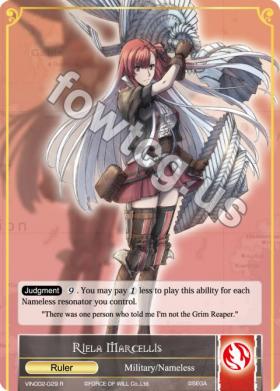 fowtcg.us
Judgment 9. You may pay 1 less to play this ability for each
Nameless resonator you control.
"There was one person who told me I'm not the Grim Reaper."
Riela Marcellis
Ruler Military/Nameless
VIN002-029 R ©FORCE OF WILL Co.,Ltd. ©SEGA